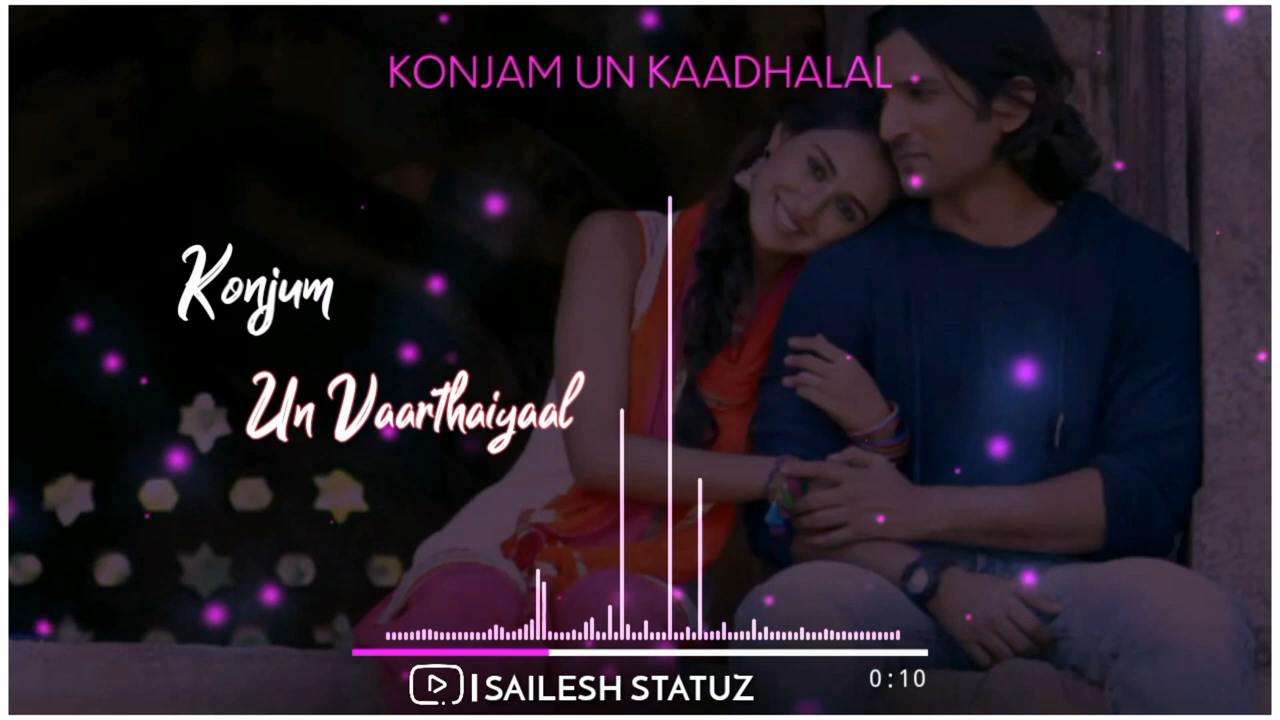 KONJAM UN KAADHALAL
Konjum
Un Vaarthaiyaal
| SAILESH STATUZ
0:10